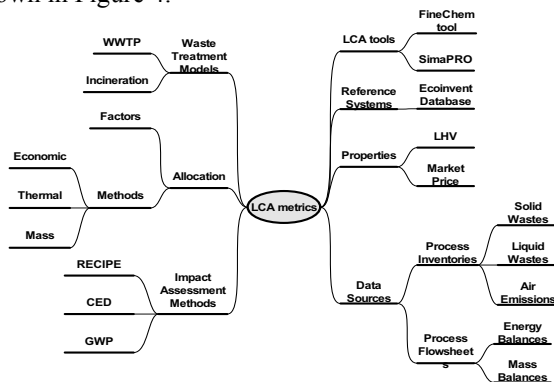 own in Figure 4.
WWTP
Incineration
Waste
Treatment
Models
Factors
Economic
Thermal
Mass
Methods
Allocation
RECIPE
CED
GWP
Impact
Assessment
Methods
LCA metrics
LCA tools
FineChem
tool
SimaPRO
Reference
Systems
Ecoinvent
Database
Properties
LHV
Market
Price
Data
Sources
Process
Inventories
Solid
Wastes
Liquid
Wastes
Air
Emissions
Process
Flowsheet
s
Energy
Balances
Mass
Balances